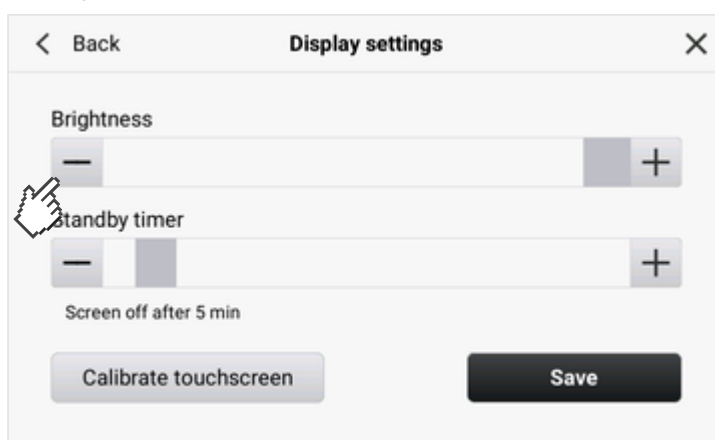 Back
Display settings
Brightness
Standby timer
Screen off after 5 min
Calibrate touchscreen
Save